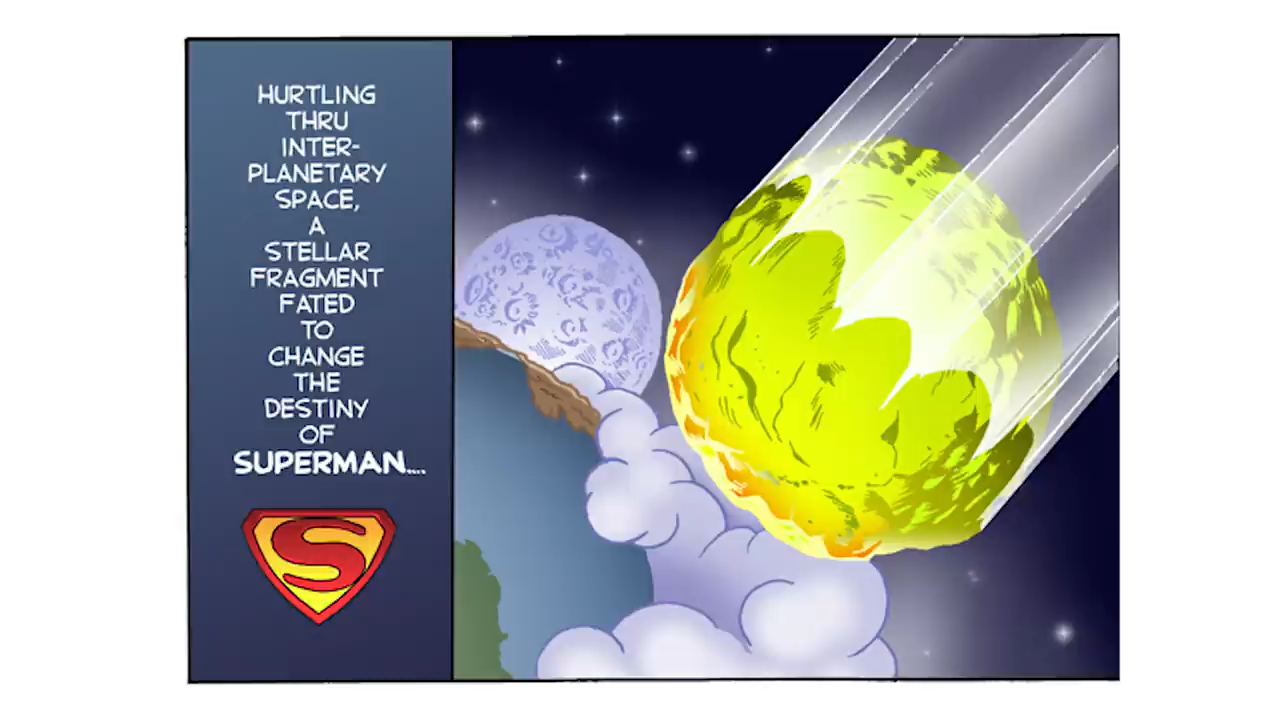 HURTLING
THRU
INTER-
PLANETARY
SPACE,
A
STELLAR
FRAGMENT
FATED
TO
CHANGE
THE
DESTINY
OF
SUPERMAN....
S